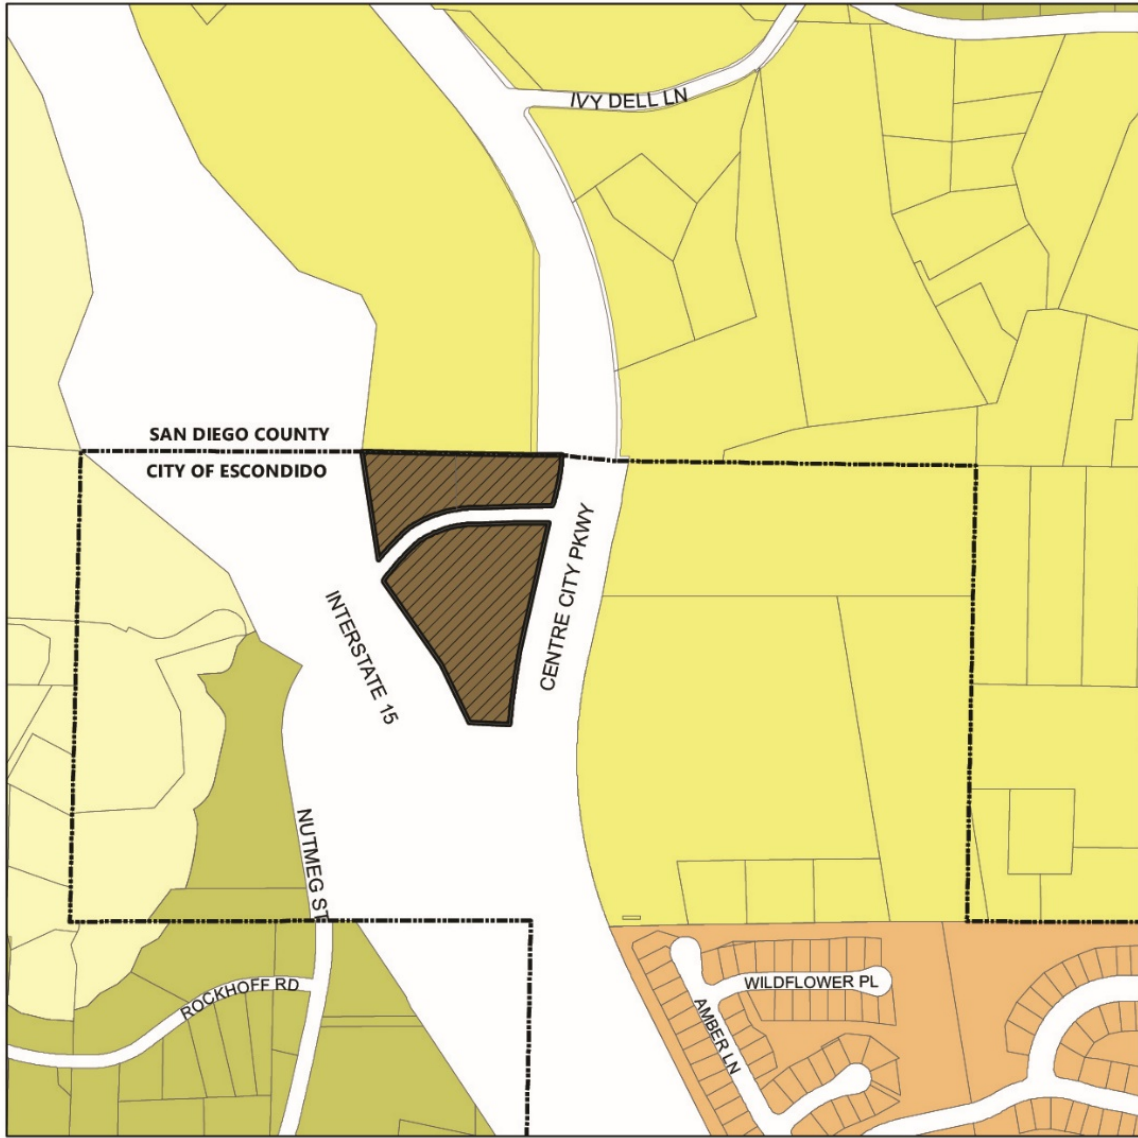 IVY DELL LN
SAN DIEGO COUNTY
CITY OF ESCONDIDO
CENTRE CITY PKWY
INTERSTATE 15
NUTMEG ST
ROCKHOFF RD
WILDFLOWER PL
AMBER LN